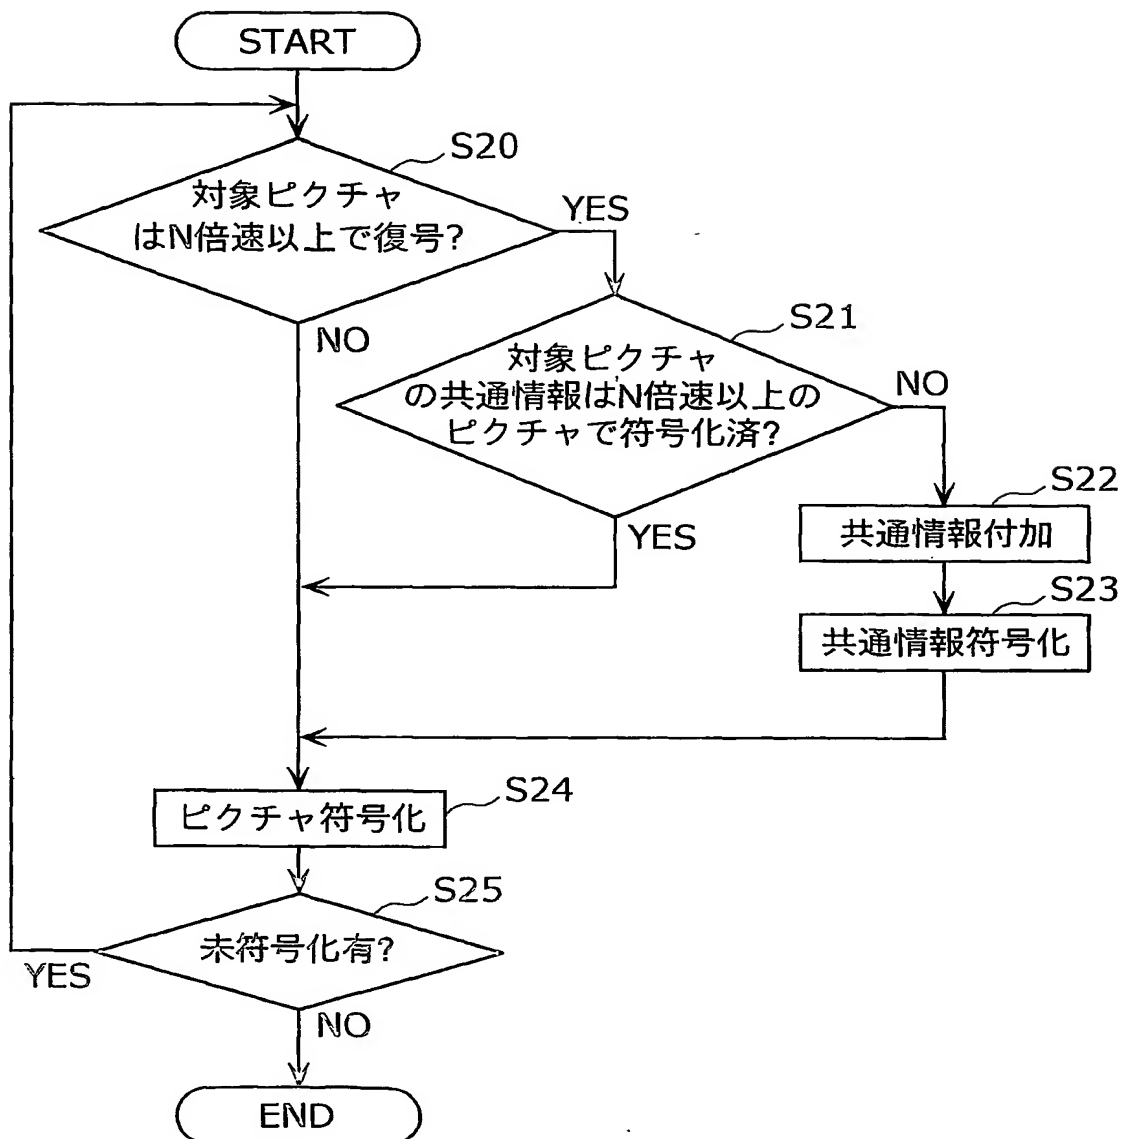 START
S20
対象ピクチャ
はN倍速以上で復号?
YES
NO
S21
対象ピクチャ
の共通情報はN倍速以上の
ピクチャで符号化済?
NO
YES
S22
共通情報付加
S23
共通情報符号化
S24
ピクチャ符号化
S25
未符号化有?
YES
NO
END